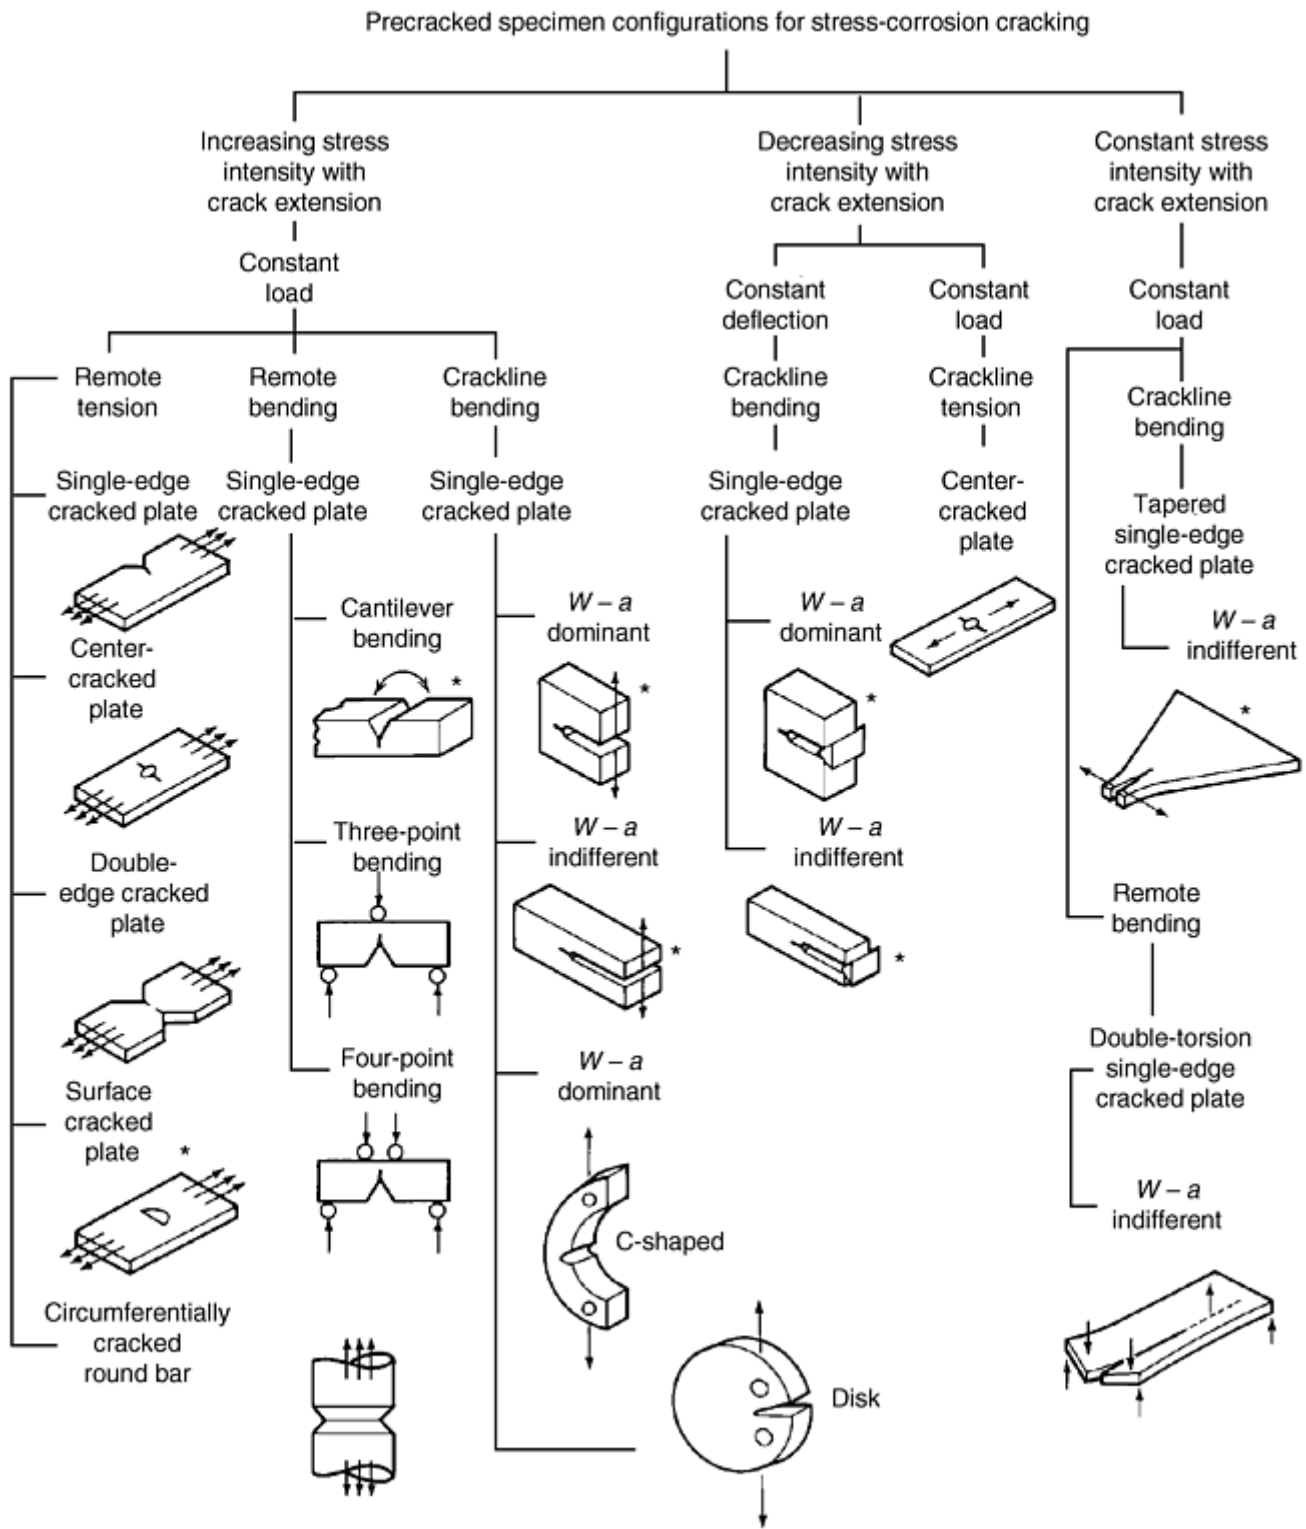 Precracked specimen configurations for stress-corrosion cracking
Increasing stress
intensity with
crack extension
Constant
load
Remote
tension
Single-edge
cracked plate
Center-
cracked
plate
Double-
edge cracked
plate
Surface
cracked
plate
*
Circumferentially
cracked
round bar
Remote
bending
Single-edge
cracked plate
Cantilever
bending
*
Three-point
bending
Four-point
bending
Crackline
bending
Single-edge
cracked plate
W – a
dominant
*
W – a
indifferent
*
W – a
dominant
C-shaped
Disk
Decreasing stress
intensity with
crack extension
Constant
deflection
Crackline
bending
Single-edge
cracked plate
W – a
dominant
*
W – a
indifferent
*
Constant
load
Crackline
tension
Center-
cracked
plate
Constant stress
intensity with
crack extension
Constant
load
Crackline
bending
Tapered
single-edge
cracked plate
W – a
indifferent
*
Remote
bending
Double-torsion
single-edge
cracked plate
W – a
indifferent